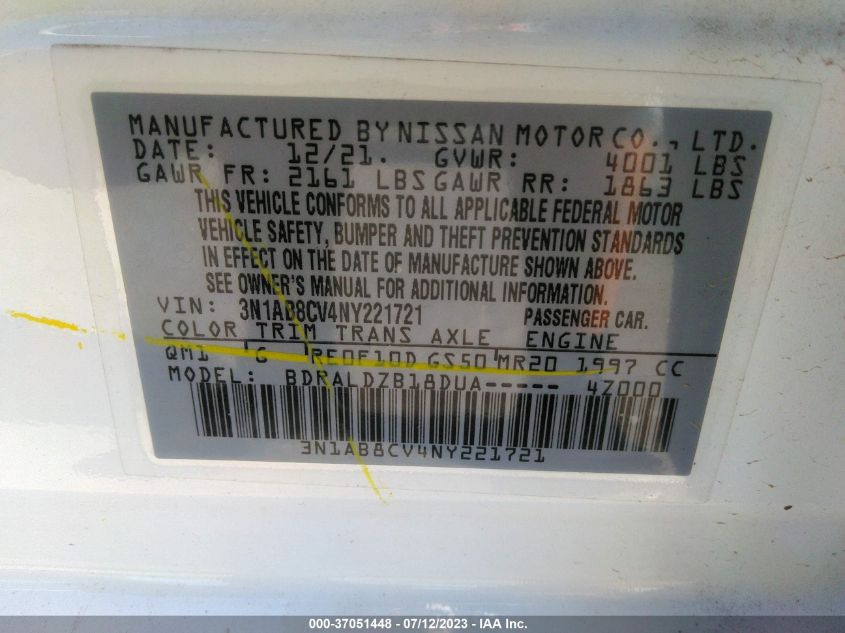 MANUFACTURED BY NISSAN MOTOR CO., LTD.
DATE: 12/21. GVWR: 4001 LBS
GAWR FR: 2161 LBS GAWR RR: 1863 LBS
THIS VEHICLE CONFORMS TO ALL APPLICABLE FEDERAL MOTOR
VEHICLE SAFETY, BUMPER AND THEFT PREVENTION STANDARDS
IN EFFECT ON THE DATE OF MANUFACTURE SHOWN ABOVE.
SEE OWNER'S MANUAL FOR ADDITIONAL INFORMATION.
VIN: 3N1AB8CV4NY221721 PASSENGER CAR.
COLOR TRIM TRANS AXLE ENGINE
QM1 G RE0F10D GS50 MR20 1997 CC
MODEL: BDRALDZB18DUA----- 4Z000
3N1AB8CV4NY221721
000-37051448 - 07/12/2023 - IAA Inc.